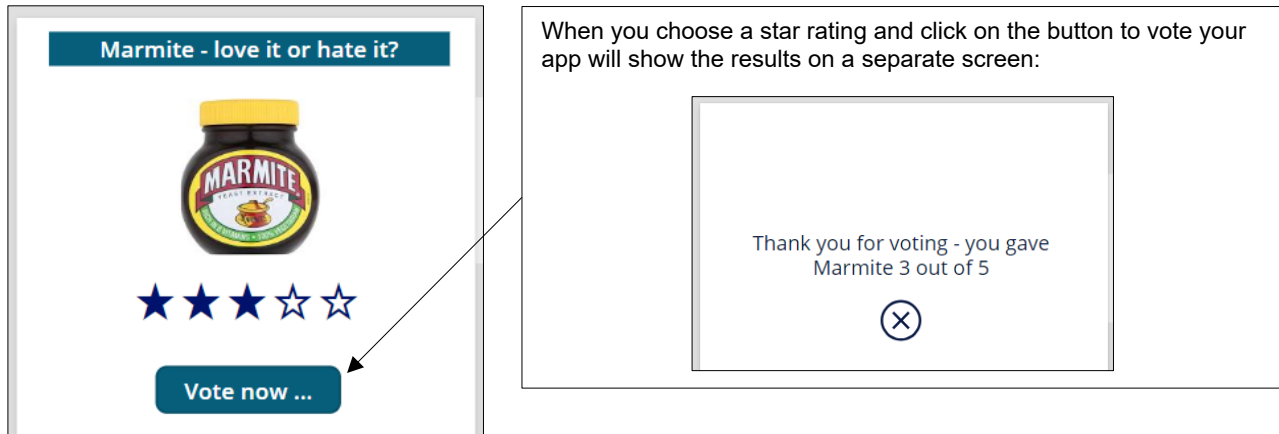 Marmite - love it or hate it?
MARMITE
YEAST EXTRACT
Vote now ...
When you choose a star rating and click on the button to vote your
app will show the results on a separate screen:
Thank you for voting - you gave
Marmite 3 out of 5